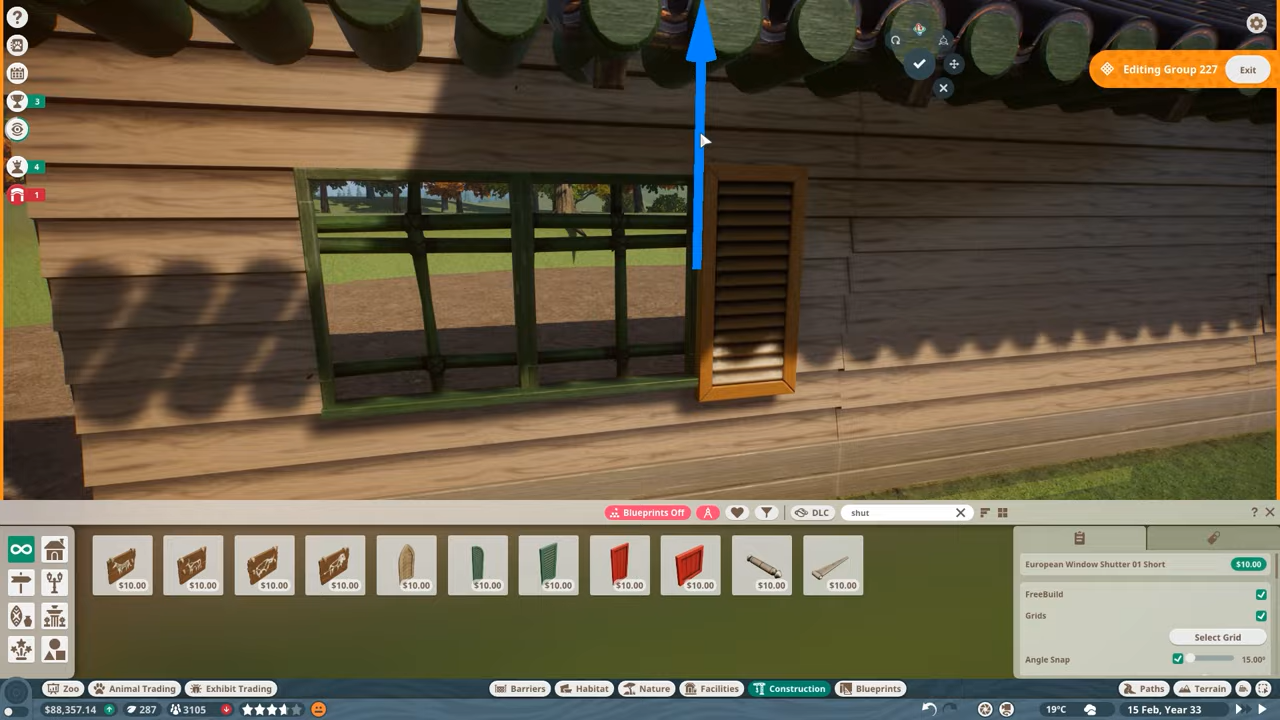 ?
Editing Group 227 Exit
3
4
1
Blueprints Off DLC shut
?
$10.00 $10.00 $10.00 $10.00 $10.00 $10.00 $10.00 $10.00 $10.00 $10.00 $10.00
European Window Shutter 01 Short $10.00
FreeBuild
Grids
Select Grid
Angle Snap 15.00°
Zoo Animal Trading Exhibit Trading Barriers Habitat Nature Facilities Construction Blueprints Paths Terrain
$88,357.14 287 3105 19°C 15 Feb, Year 33